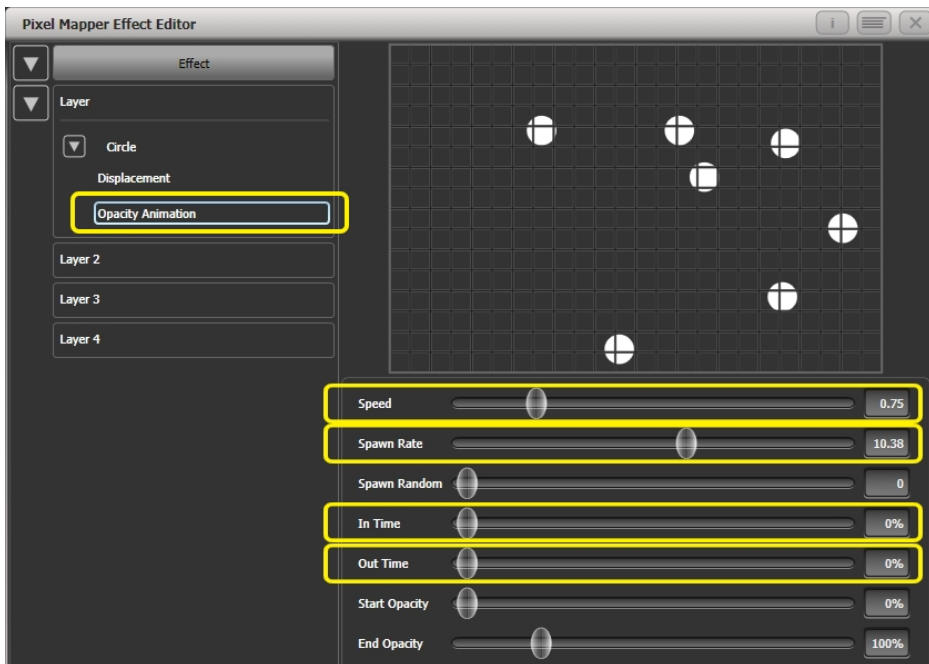 Pixel Mapper Effect Editor
i
Effect
Layer
Circle
Displacement
Opacity Animation
Layer 2
Layer 3
Layer 4
Speed 0.75
Spawn Rate 10.38
Spawn Random 0
In Time 0%
Out Time 0%
Start Opacity 0%
End Opacity 100%